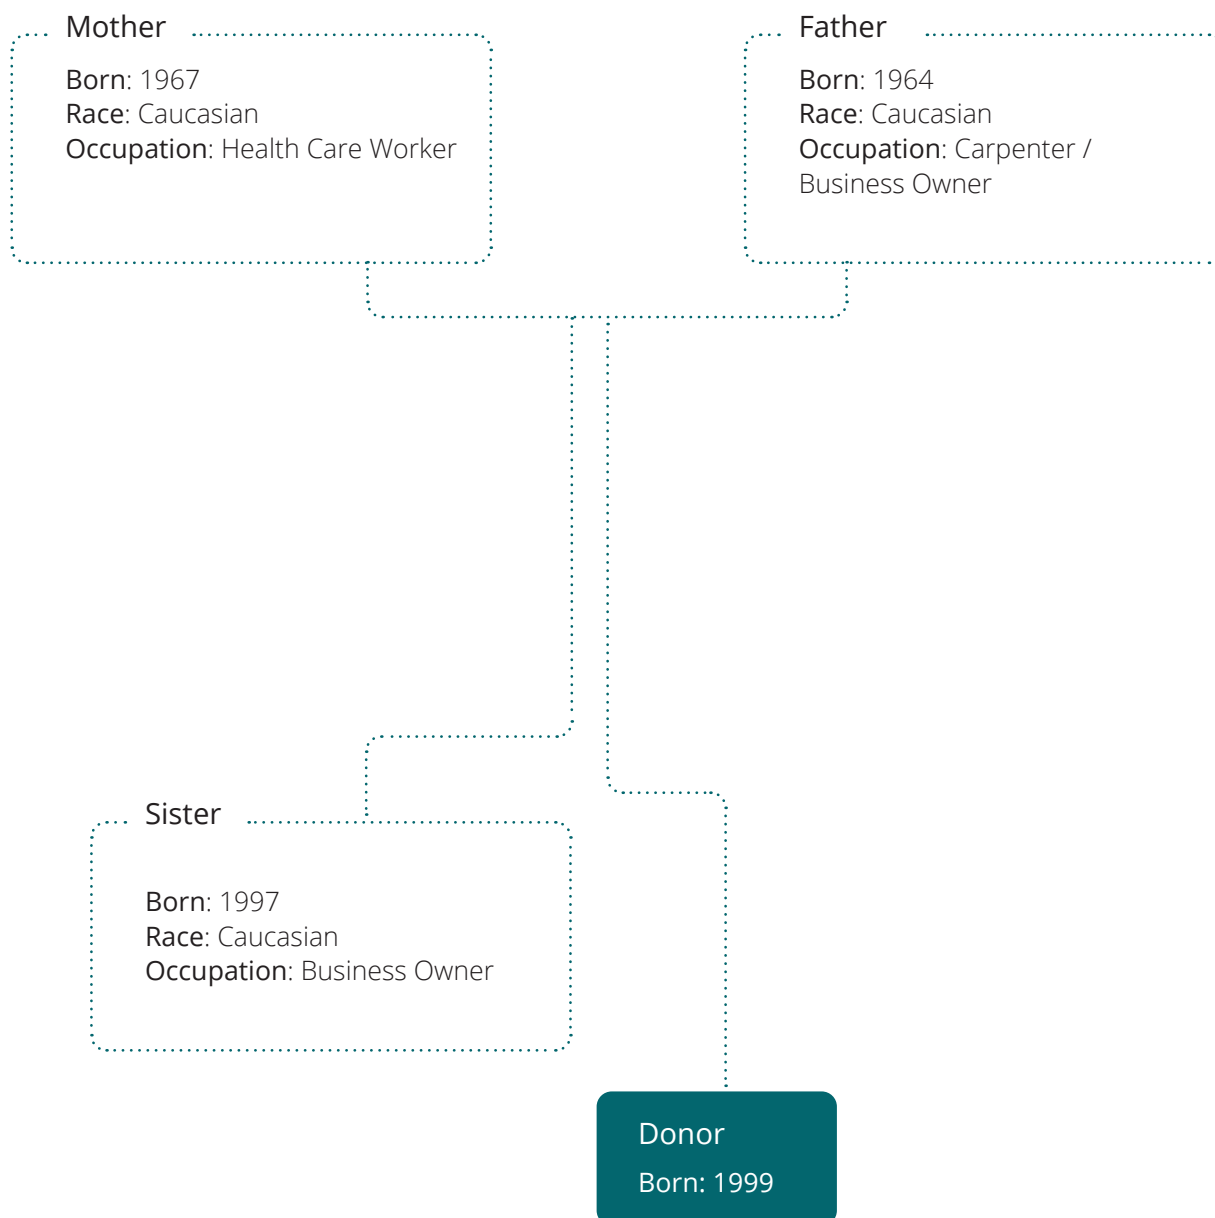 Mother
Born: 1967
Race: Caucasian
Occupation: Health Care Worker
Father
Born: 1964
Race: Caucasian
Occupation: Carpenter /
Business Owner
Sister
Born: 1997
Race: Caucasian
Occupation: Business Owner
Donor
Born: 1999